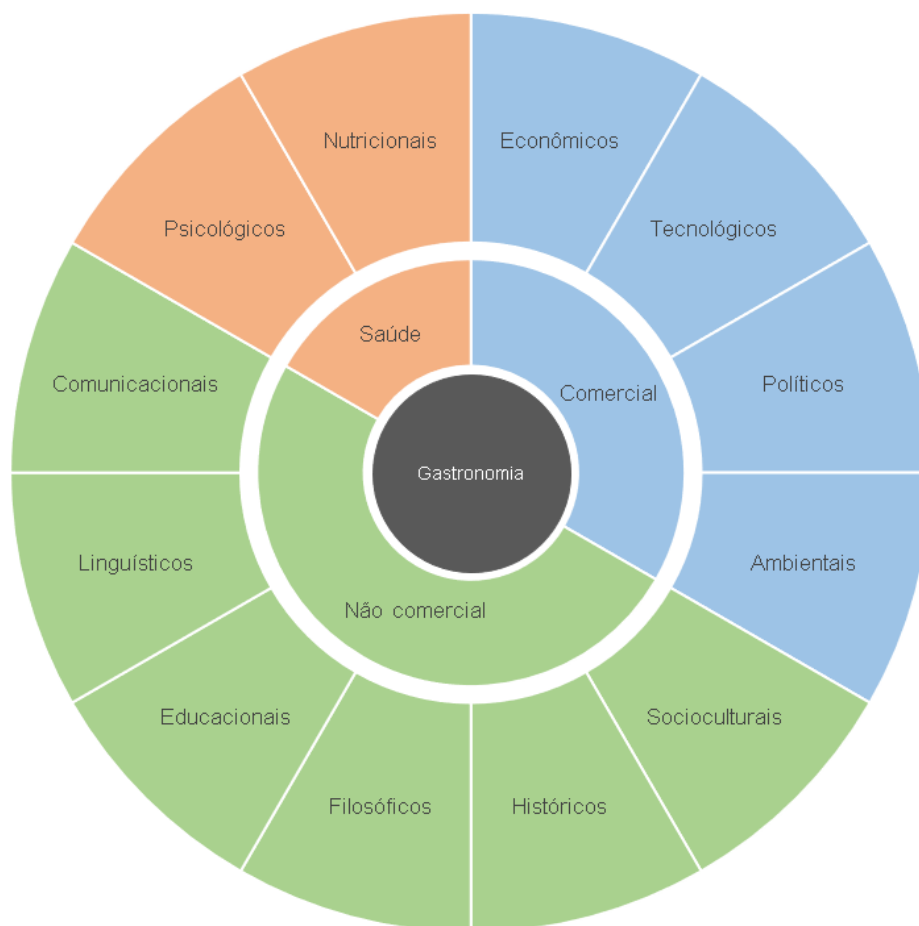 Nutricionais
Econômicos
Psicológicos
Tecnológicos
Saúde
Comunicacionais
Comercial
Políticos
Gastronomia
Linguísticos
Ambientais
Não comercial
Educacionais
Socioculturais
Filosóficos
Históricos